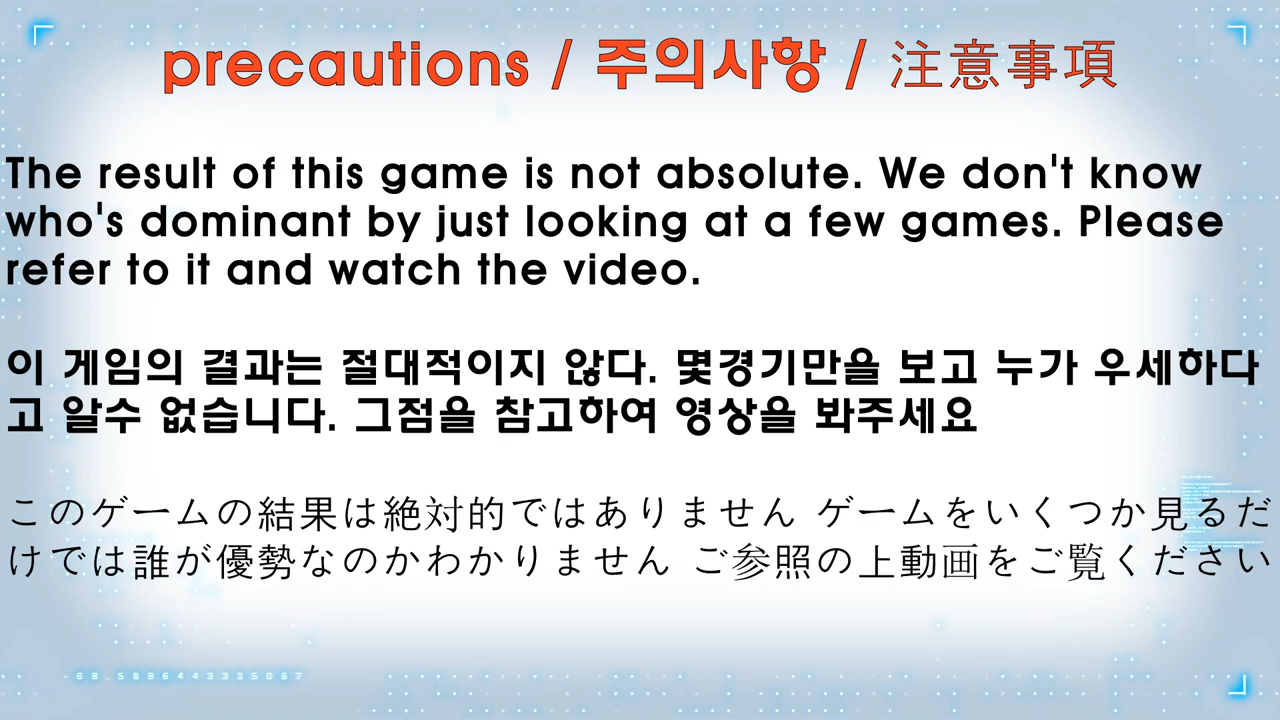 precautions / 주의사항 / 注意事項
The result of this game is not absolute. We don't know
who's dominant by just looking at a few games. Please
refer to it and watch the video.
이 게임의 결과는 절대적이지 않다. 몇경기만을 보고 누가 우세하다
고 알수 없습니다. 그점을 참고하여 영상을 봐주세요
このゲームの結果は絶対的ではありません ゲームをいくつか見るだ
けでは誰が優勢なのかわかりません ご参照の上動画をご覧ください
-68.5886443335067